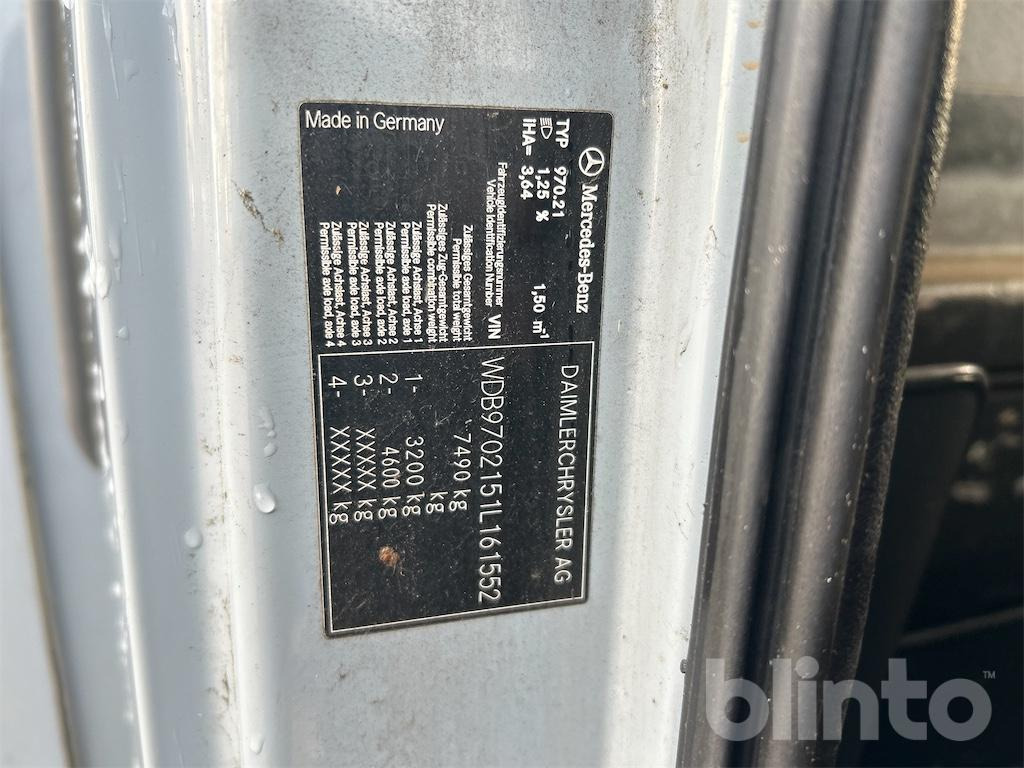 Mercedes-Benz
TYP 970.21
1,25 % 1,50 m-1
IHA= 3,64
DAIMLERCHRYSLER AG
Fahrzeugidentifizierungsnummer
Vehicle Identification Number VIN WDB9702151L161552
Zulässiges Gesamtgewicht
Permissible total weight 7490 kg
Zulässiges Zug-Gesamtgewicht
Permissible combination weight kg
Zulässige Achslast, Achse 1
Permissible axle load, axle 1 1- 3200 kg
Zulässige Achslast, Achse 2
Permissible axle load, axle 2 2- 4600 kg
Zulässige Achslast, Achse 3
Permissible axle load, axle 3 3- XXXX kg
Zulässige Achslast, Achse 4
Permissible axle load, axle 4 4- XXXX kg
Made in Germany
blinto™